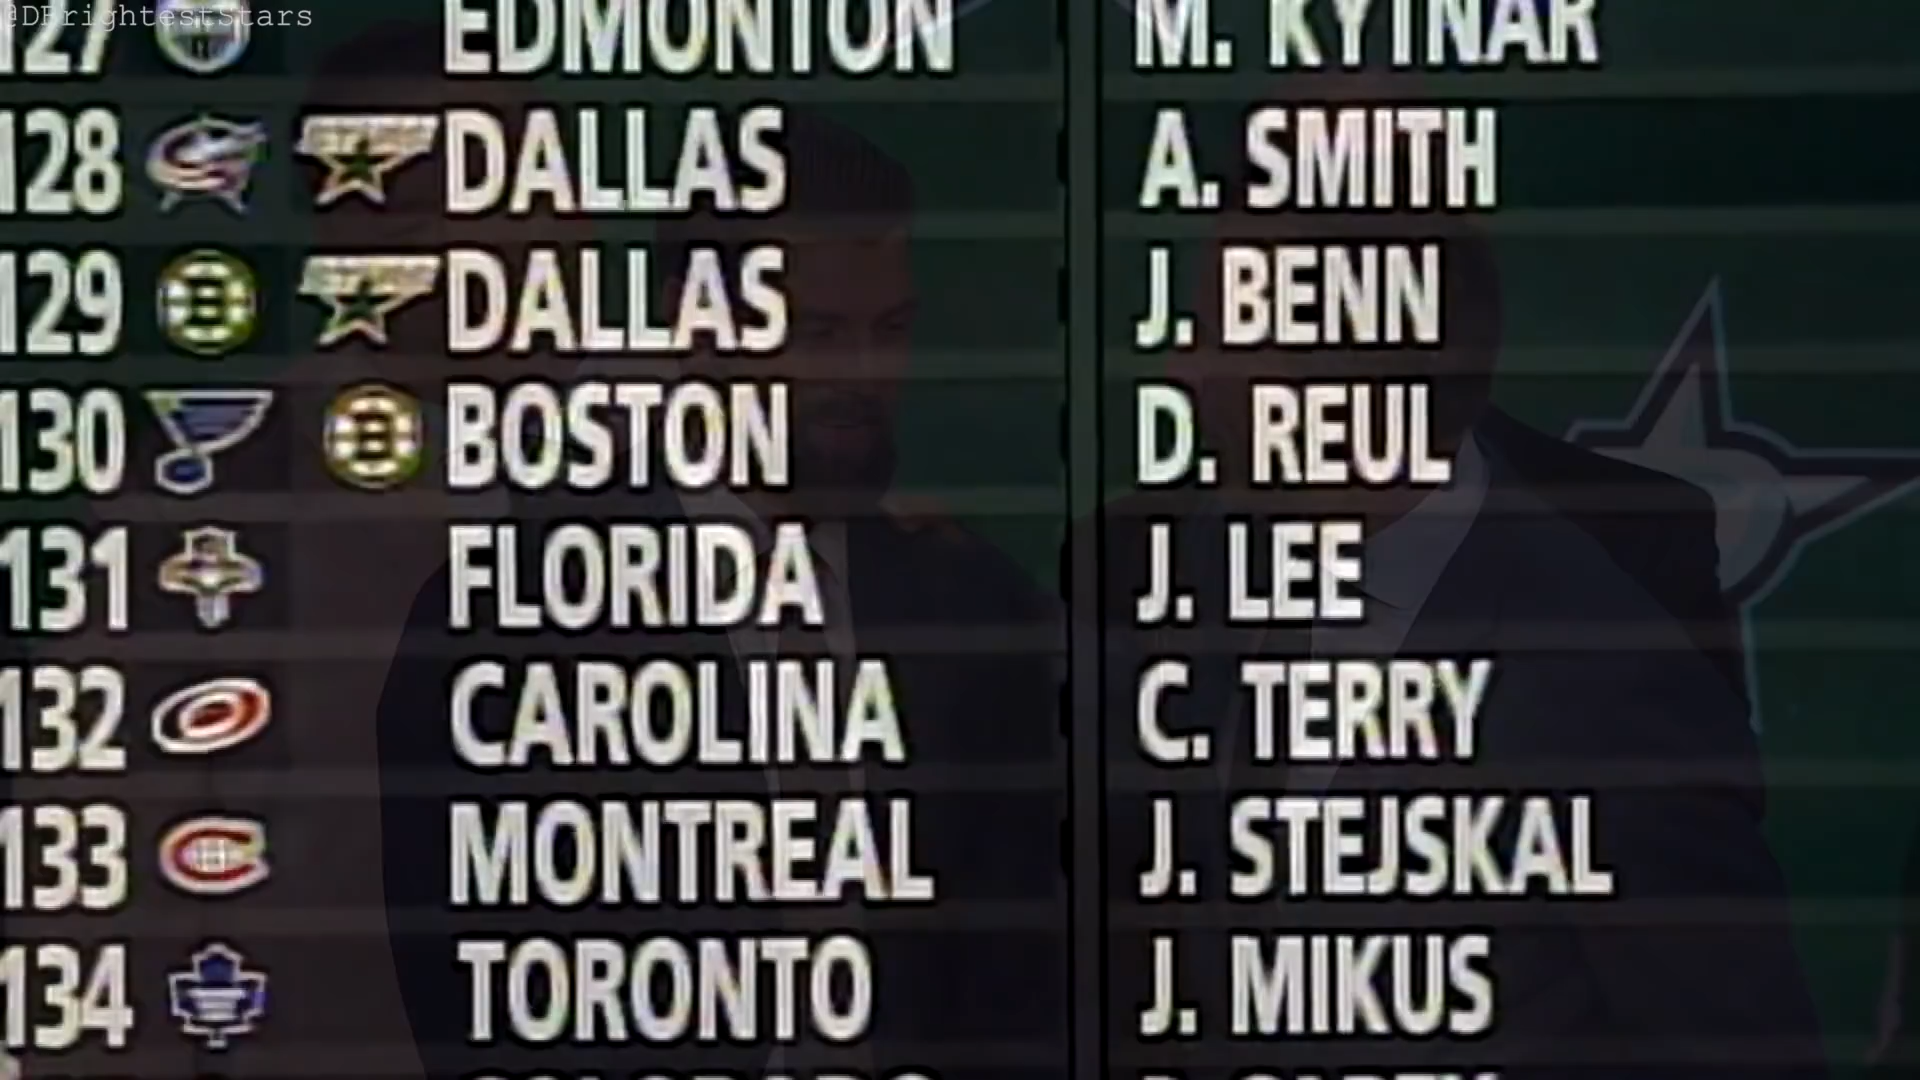 @DBrightestStars
127 EDMONTON M. KYTNAR
128 DALLAS A. SMITH
129 DALLAS J. BENN
130 BOSTON D. REUL
131 FLORIDA J. LEE
132 CAROLINA C. TERRY
133 MONTREAL J. STEJSKAL
134 TORONTO J. MIKUS